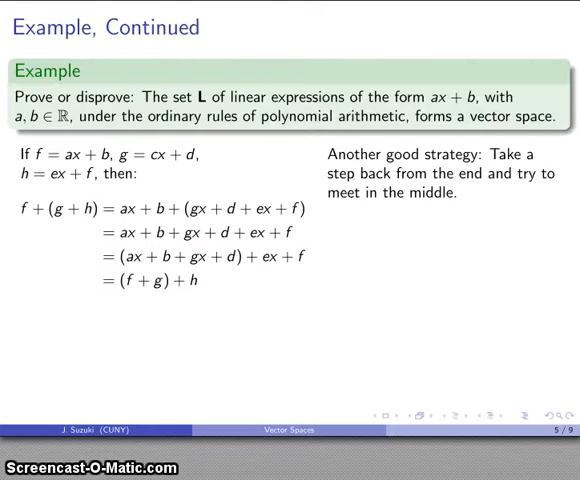 Example, Continued
Example
Prove or disprove: The set L of linear expressions of the form ax + b, with
a, b ∈ ℝ, under the ordinary rules of polynomial arithmetic, forms a vector space.
If f = ax + b, g = cx + d,
h = ex + f, then:
f + (g + h) = ax + b + (gx + d + ex + f)
= ax + b + gx + d + ex + f
= (ax + b + gx + d) + ex + f
= (f + g) + h
Another good strategy: Take a
step back from the end and try to
meet in the middle.
J. Suzuki (CUNY) Vector Spaces 5 / 9
Screencast-O-Matic.com